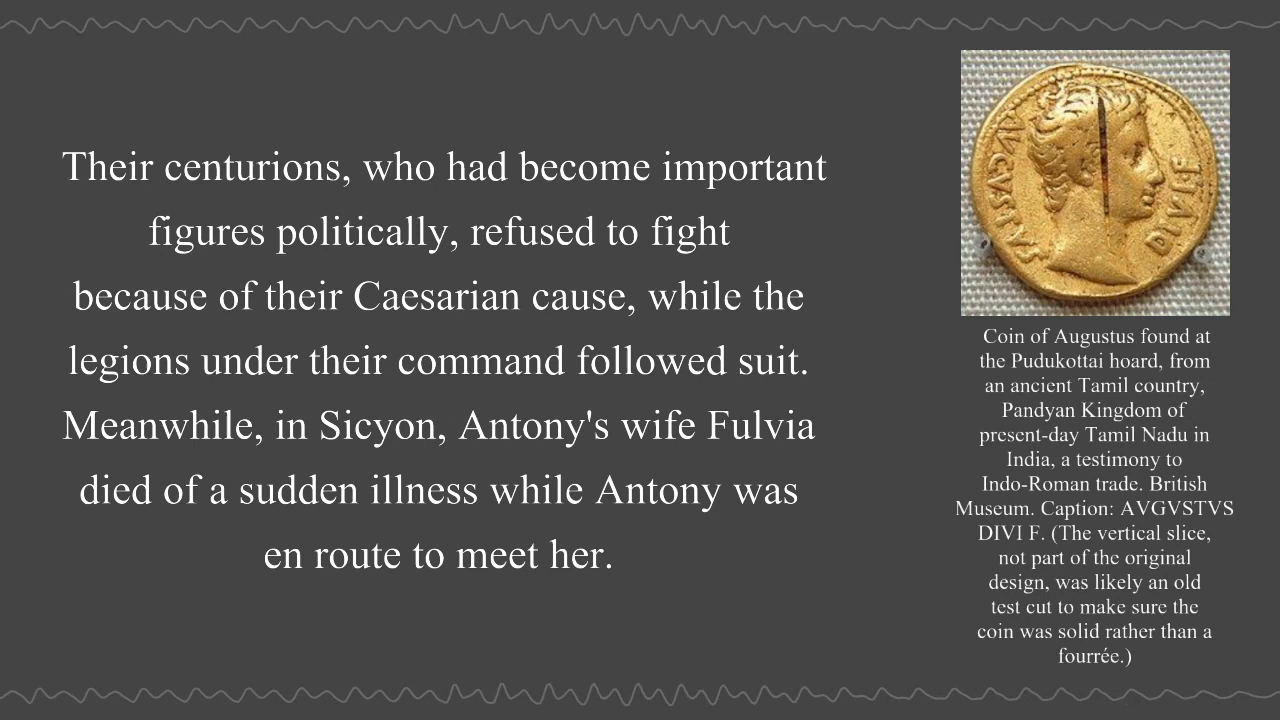 Their centurions, who had become important
figures politically, refused to fight
because of their Caesarian cause, while the
legions under their command followed suit.
Meanwhile, in Sicyon, Antony's wife Fulvia
died of a sudden illness while Antony was
en route to meet her.
AVGVSTVS
DIVI F
Coin of Augustus found at
the Pudukottai hoard, from
an ancient Tamil country,
Pandyan Kingdom of
present-day Tamil Nadu in
India, a testimony to
Indo-Roman trade. British
Museum. Caption: AVGVSTVS
DIVI F. (The vertical slice,
not part of the original
design, was likely an old
test cut to make sure the
coin was solid rather than a
fourrée.)